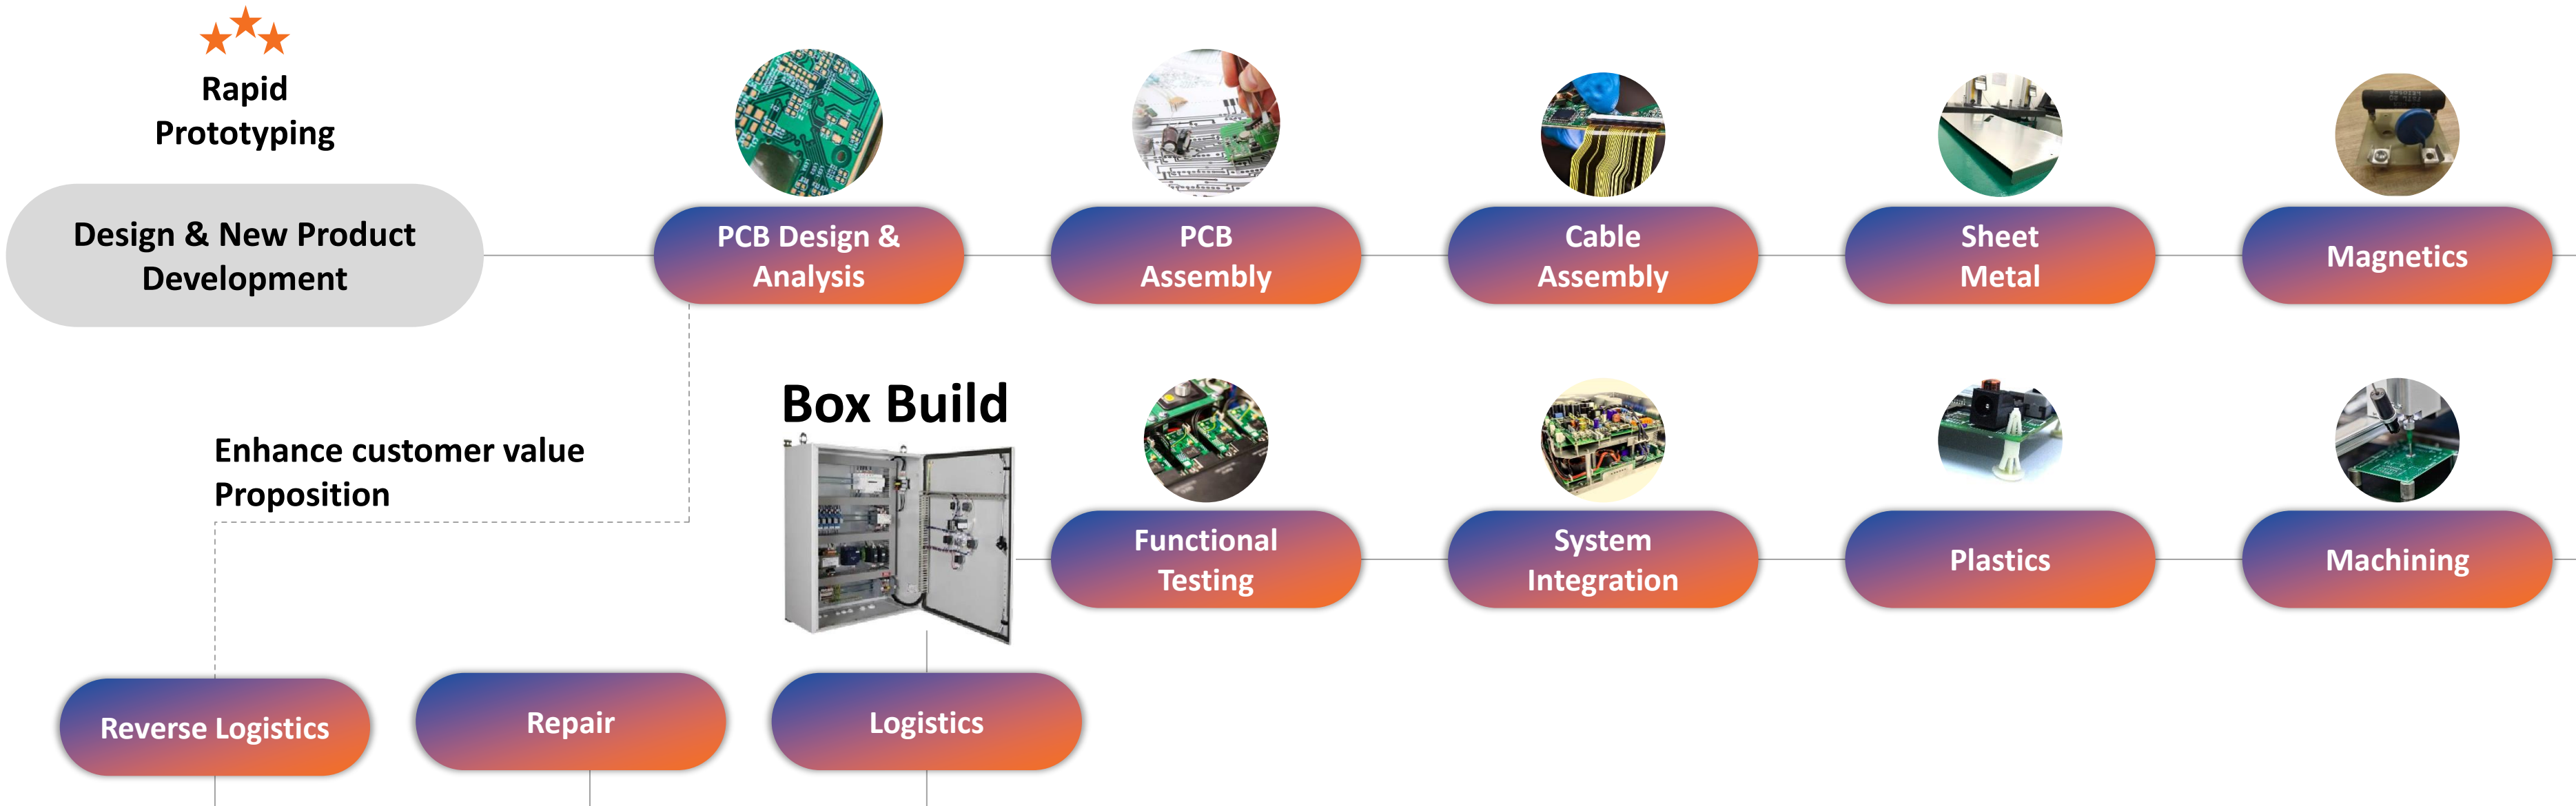 Rapid
Prototyping
Design & New Product
Development
PCB Design &
Analysis
PCB
Assembly
Cable
Assembly
Sheet
Metal
Magnetics
Box Build
Enhance customer value
Proposition
Functional
Testing
System
Integration
Plastics
Machining
Reverse Logistics
Repair
Logistics